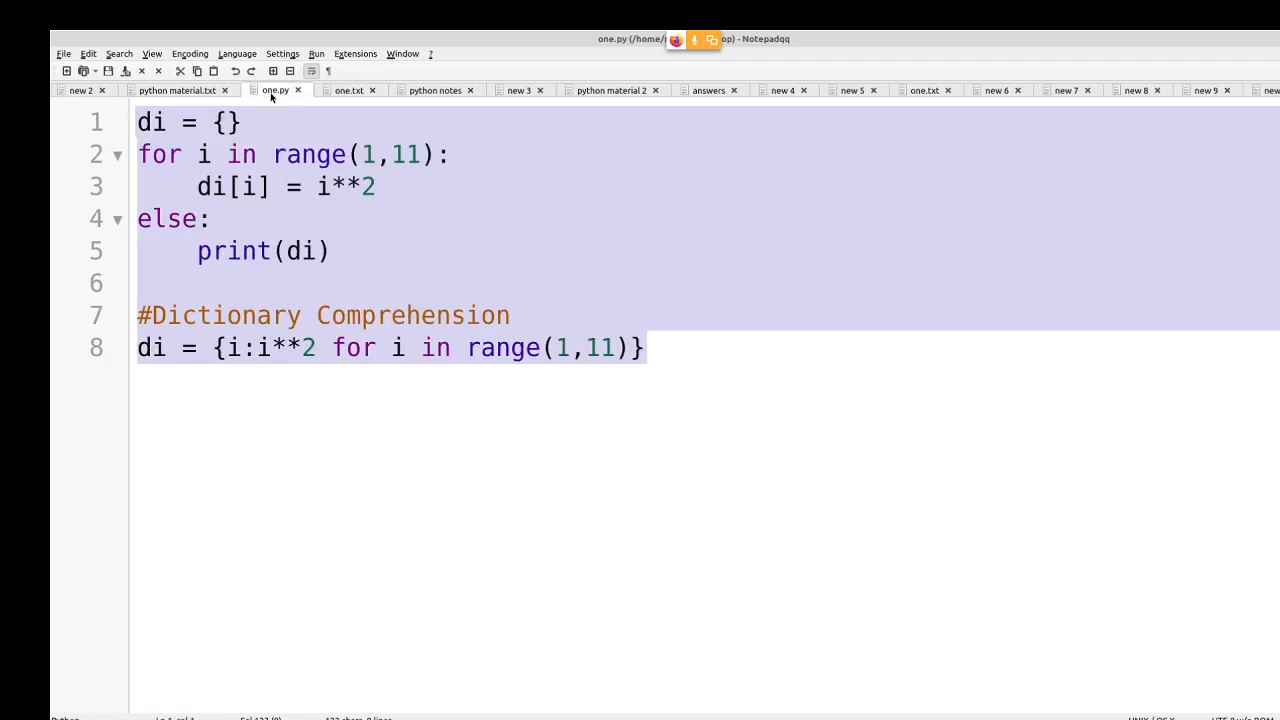 one.py (/home/s op) - Notepadqq
File Edit Search View Encoding Language Settings Run Extensions Window ?
new 2 python material.txt one.py one.txt python notes new 3 python material 2 answers new 4 new 5 one.txt new 6 new 7 new 8 new 9 new
1 di = {}
2 for i in range(1,11):
3 di[i] = i**2
4 else:
5 print(di)
6
7 #Dictionary Comprehension
8 di = {i:i**2 for i in range(1,11)}